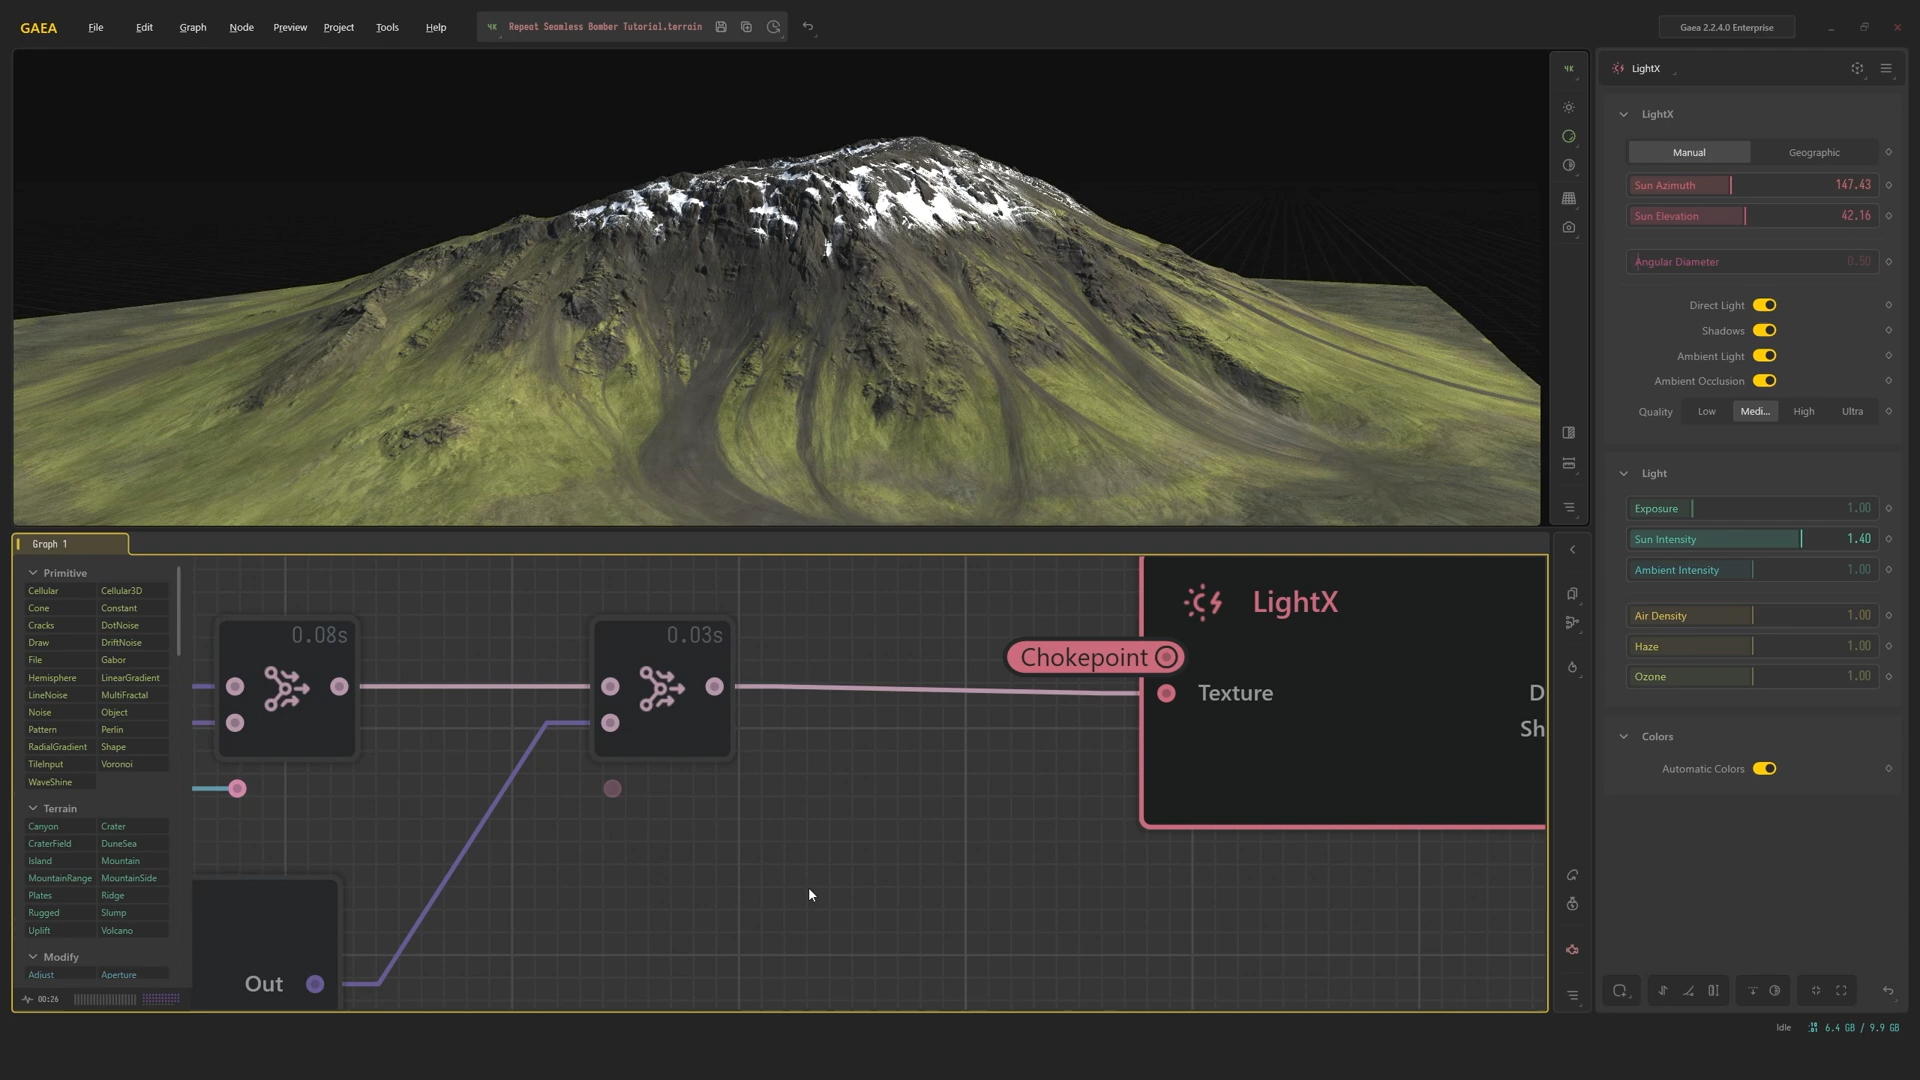 GAEA File Edit Graph Node Preview Project Tools Help 4K Repeat Seamless Bomber Tutorial.terrain Gaea 2.2.4.0 Enterprise
4K
LightX
LightX
Manual Geographic
Sun Azimuth 147.43
Sun Elevation 42.16
Angular Diameter 0.50
Direct Light
Shadows
Ambient Light
Ambient Occlusion
Quality Low Medi... High Ultra
Light
Exposure 1.00
Sun Intensity 1.40
Ambient Intensity 1.00
Air Density 1.00
Haze 1.00
Ozone 1.00
Colors
Automatic Colors
Graph 1
Primitive
Cellular Cellular3D
Cone Constant
Cracks DotNoise
Draw DriftNoise
File Gabor
Hemisphere LinearGradient
LineNoise MultiFractal
Noise Object
Pattern Perlin
RadialGradient Shape
TileInput Voronoi
WaveShine
Terrain
Canyon Crater
CraterField DuneSea
Island Mountain
MountainRange MountainSide
Plates Ridge
Rugged Slump
Uplift Volcano
Modify
Adjust Aperture
00:26
0.08s
0.03s
Chokepoint
LightX
Texture
D
Sh
Out
Idle 6.4 GB / 9.9 GB